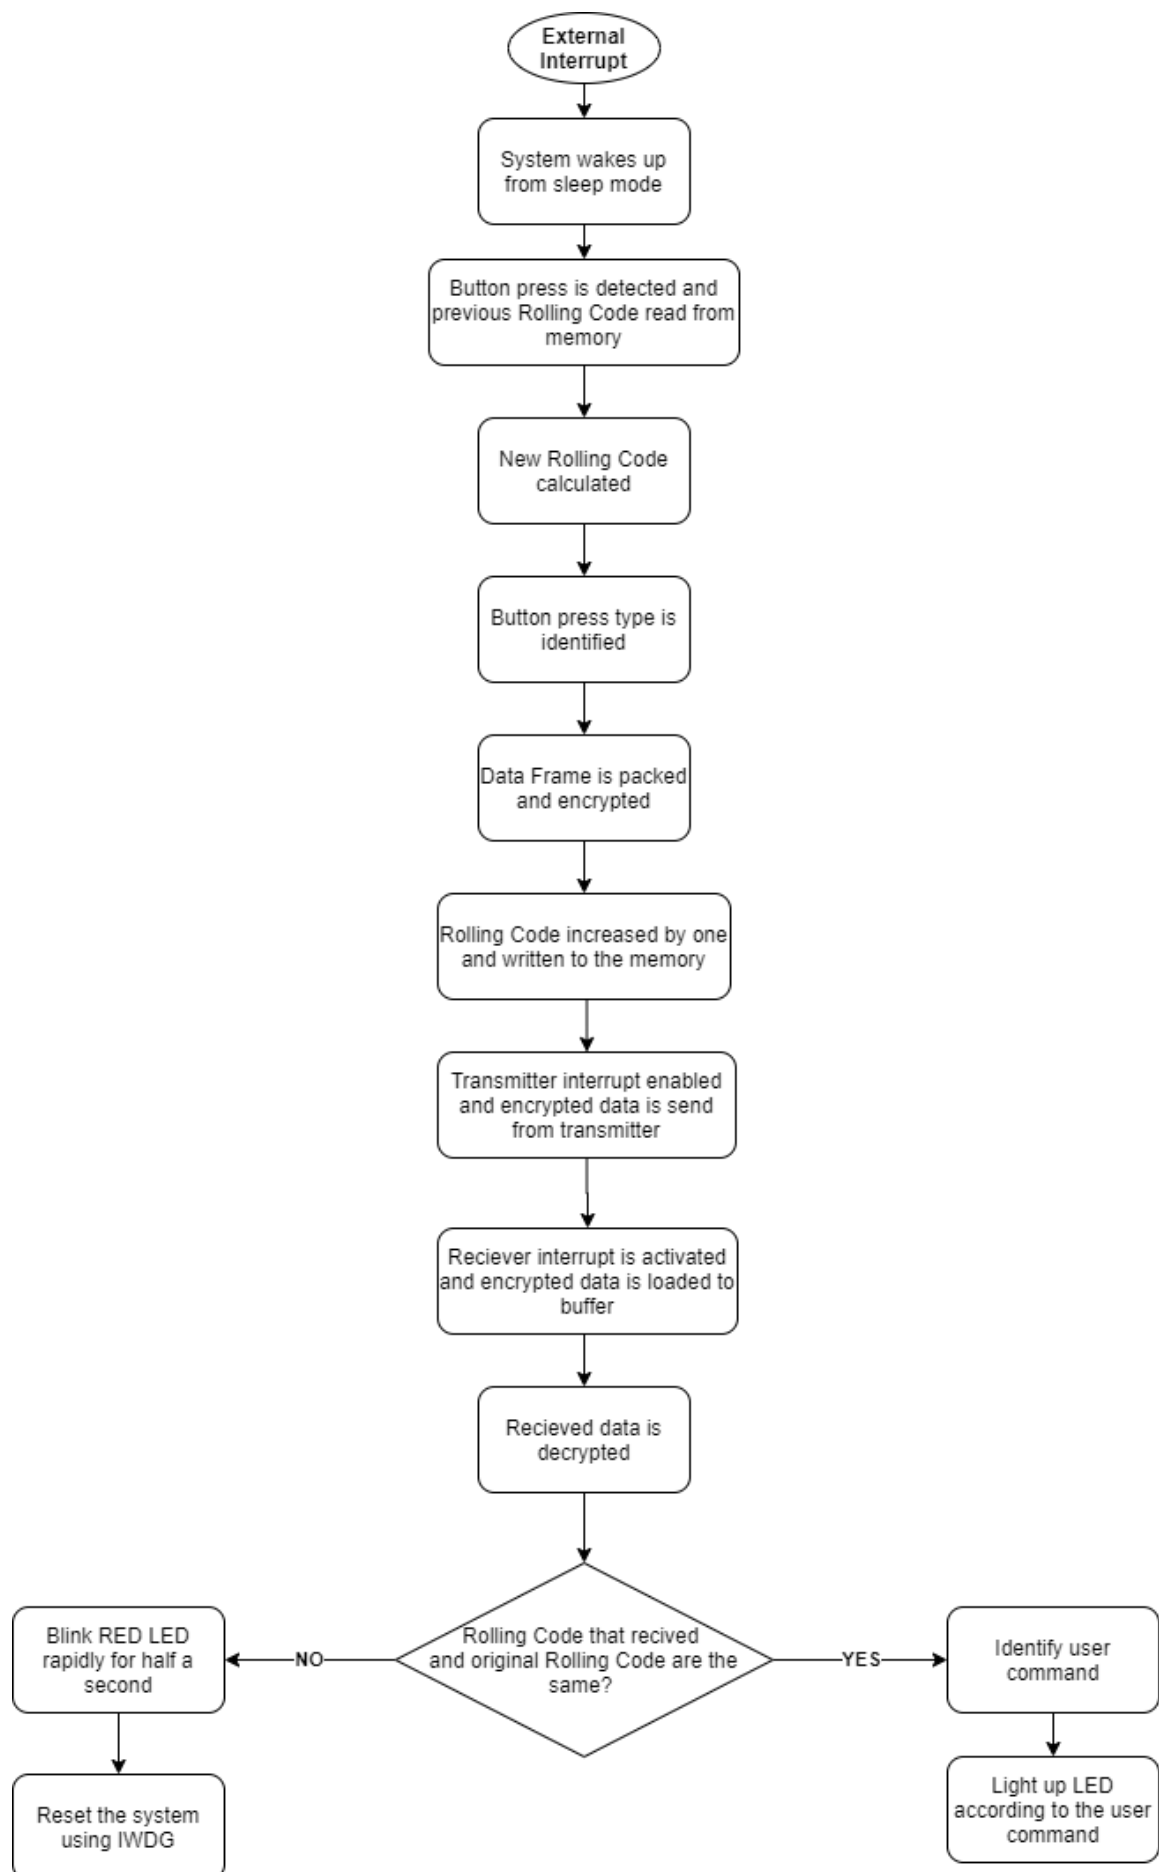 External
Interrupt
System wakes up
from sleep mode
Button press is detected and
previous Rolling Code read from
memory
New Rolling Code
calculated
Button press type is
identified
Data Frame is packed
and encrypted
Rolling Code increased by one
and written to the memory
Transmitter interrupt enabled
and encrypted data is send
from transmitter
Reciever interrupt is activated
and encrypted data is loaded to
buffer
Recieved data is
decrypted
Rolling Code that recived
and original Rolling Code are the
same?
NO
YES
Blink RED LED
rapidly for half a
second
Reset the system
using IWDG
Identify user
command
Light up LED
according to the user
command